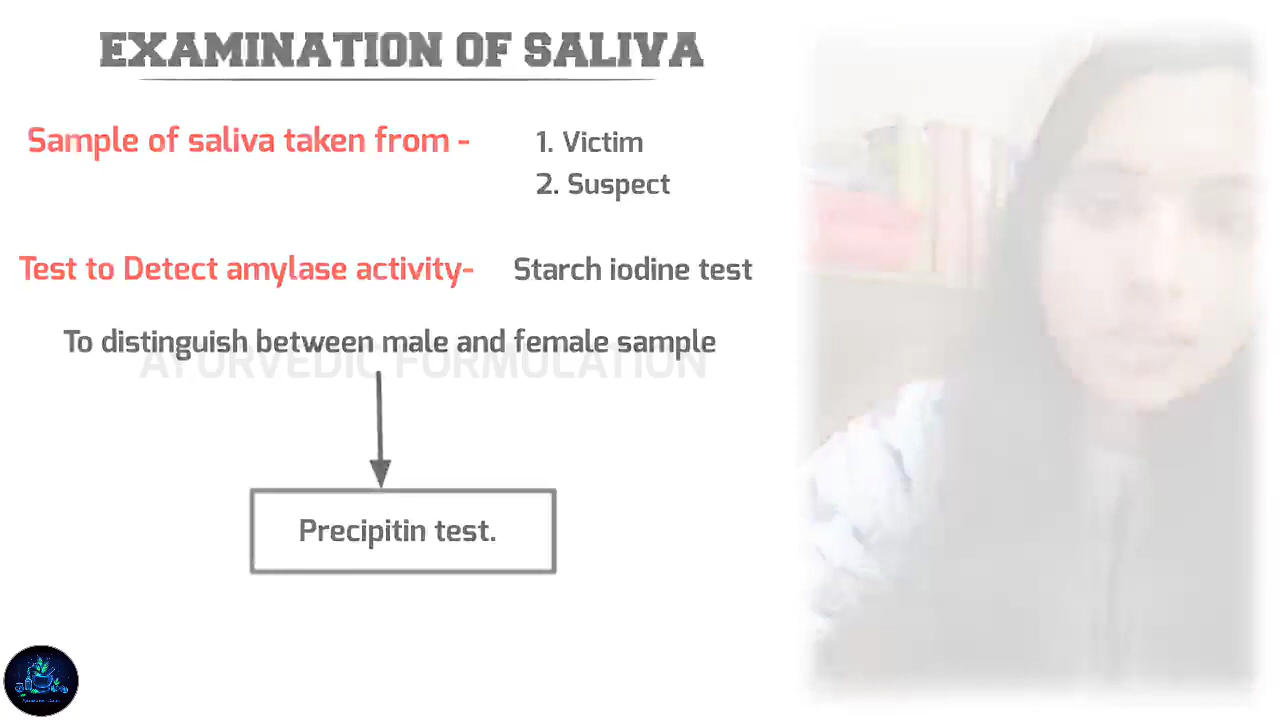 EXAMINATION OF SALIVA
Sample of saliva taken from -
1. Victim
2. Suspect
Test to Detect amylase activity-
Starch iodine test
To distinguish between male and female sample
AYURVEDIC FORMULATION
Precipitin test.